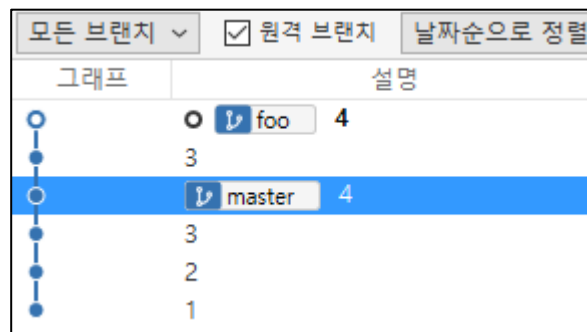 모든 브랜치 원격 브랜치 날짜순으로 정렬
그래프 설명
foo 4
3
master 4
3
2
1